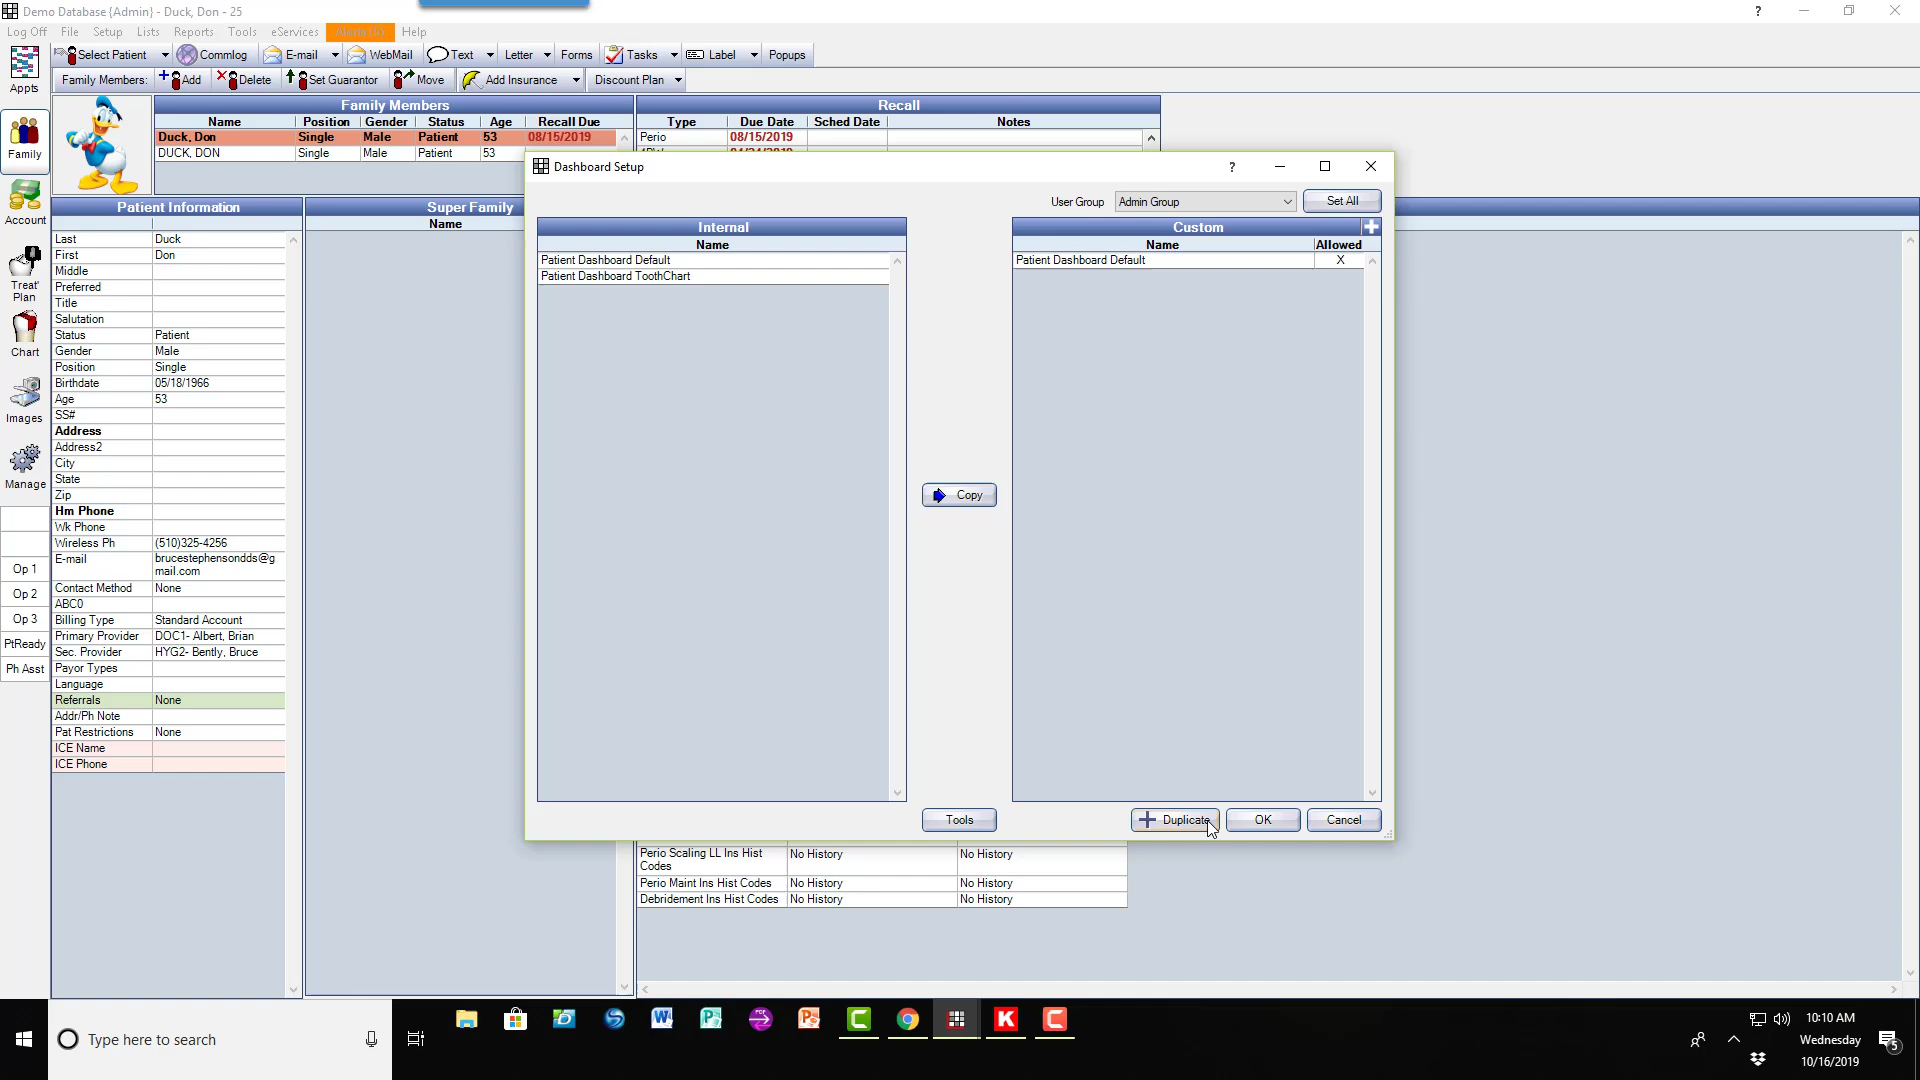 Demo Database {Admin} - Duck, Don - 25
Log Off File Setup Lists Reports Tools eServices Help
Select Patient Commlog E-mail WebMail Text Letter Forms Tasks Label Popups
Appts
Family Members: Add Delete Set Guarantor Move Add Insurance Discount Plan
Family Members
Name Position Gender Status Age Recall Due
Duck, Don Single Male Patient 53 08/15/2019
DUCK, DON Single Male Patient 53
Recall
Type Due Date Sched Date Notes
Perio 08/15/2019
Family
Account
Treat' Plan
Chart
Images
Manage
Op 1
Op 2
Op 3
PtReady
Ph Asst
Patient Information
Last Duck
First Don
Middle
Preferred
Title
Salutation
Status Patient
Gender Male
Position Single
Birthdate 05/18/1966
Age 53
SS#
Address
Address2
City
State
Zip
Hm Phone
Wk Phone
Wireless Ph (510)325-4256
E-mail brucestephensondds@g
mail.com
Contact Method None
ABC0
Billing Type Standard Account
Primary Provider DOC1- Albert, Brian
Sec. Provider HYG2- Bently, Bruce
Payor Types
Language
Referrals None
Addr/Ph Note
Pat Restrictions None
ICE Name
ICE Phone
Super Family
Name
Dashboard Setup
User Group Admin Group Set All
Internal
Name
Patient Dashboard Default
Patient Dashboard ToothChart
Copy
Custom
Name Allowed
Patient Dashboard Default X
Tools Duplicate OK Cancel
Perio Scaling LL Ins Hist
Codes No History No History
Perio Maint Ins Hist Codes No History No History
Debridement Ins Hist Codes No History No History
Type here to search
10:10 AM
Wednesday
10/16/2019
5